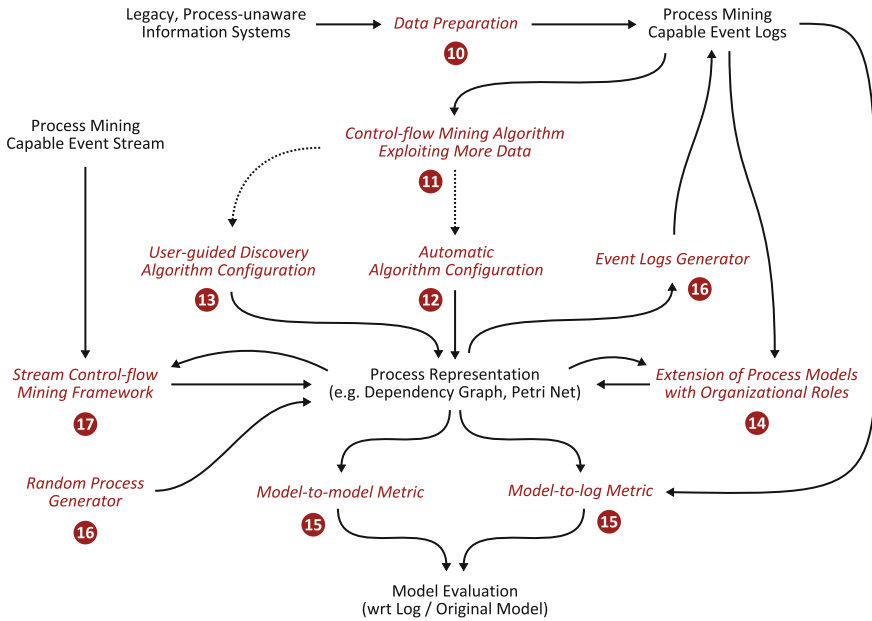 Legacy, Process-unaware
Information Systems
Data Preparation
10
Process Mining
Capable Event Logs
Process Mining
Capable Event Stream
Control-flow Mining Algorithm
Exploiting More Data
11
User-guided Discovery
Algorithm Configuration
13
Automatic
Algorithm Configuration
12
Event Logs Generator
16
Stream Control-flow
Mining Framework
17
Process Representation
(e.g. Dependency Graph, Petri Net)
Extension of Process Models
with Organizational Roles
14
Random Process
Generator
16
Model-to-model Metric
15
Model-to-log Metric
15
Model Evaluation
(wrt Log / Original Model)